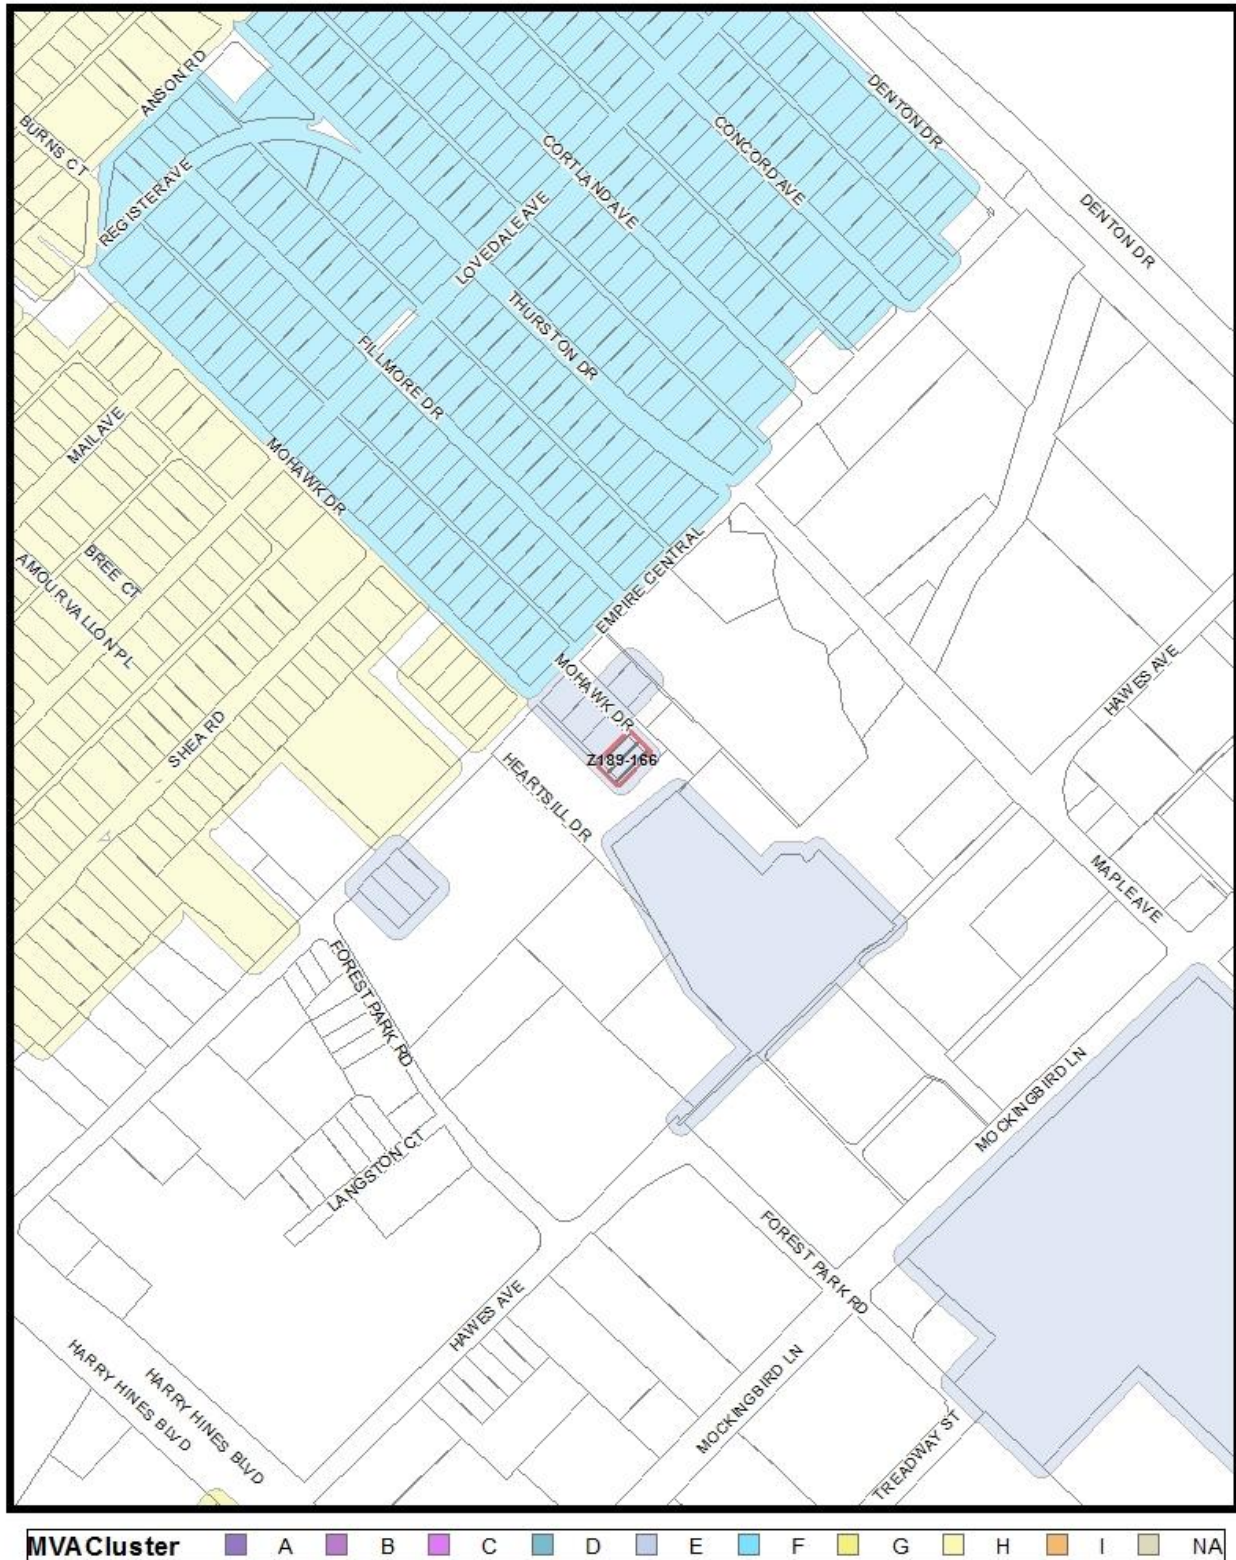 DENTON DR
ANSON RD
BURNS CT
CONCORD AVE
CORTLAND AVE
REGISTER AVE
LOVEDALE AVE
DENTON DR
THURSTON DR
FILLMORE DR
MAIL AVE
MOHAWK DR
BREE CT
AMOUR VALLON PL
EMPIRE CENTRAL
MOHAWK DR
HAWES AVE
SHEA RD
Z189-166
HEARTSILL DR
MAPLE AVE
FOREST PARK RD
MOCKINGBIRD LN
LANGSTON CT
FOREST PARK RD
HAWES AVE
HARRY HINES BLVD
HARRY HINES BLVD
MOCKINGBIRD LN
TREADWAY ST
MVACluster A B C D E F G H I NA